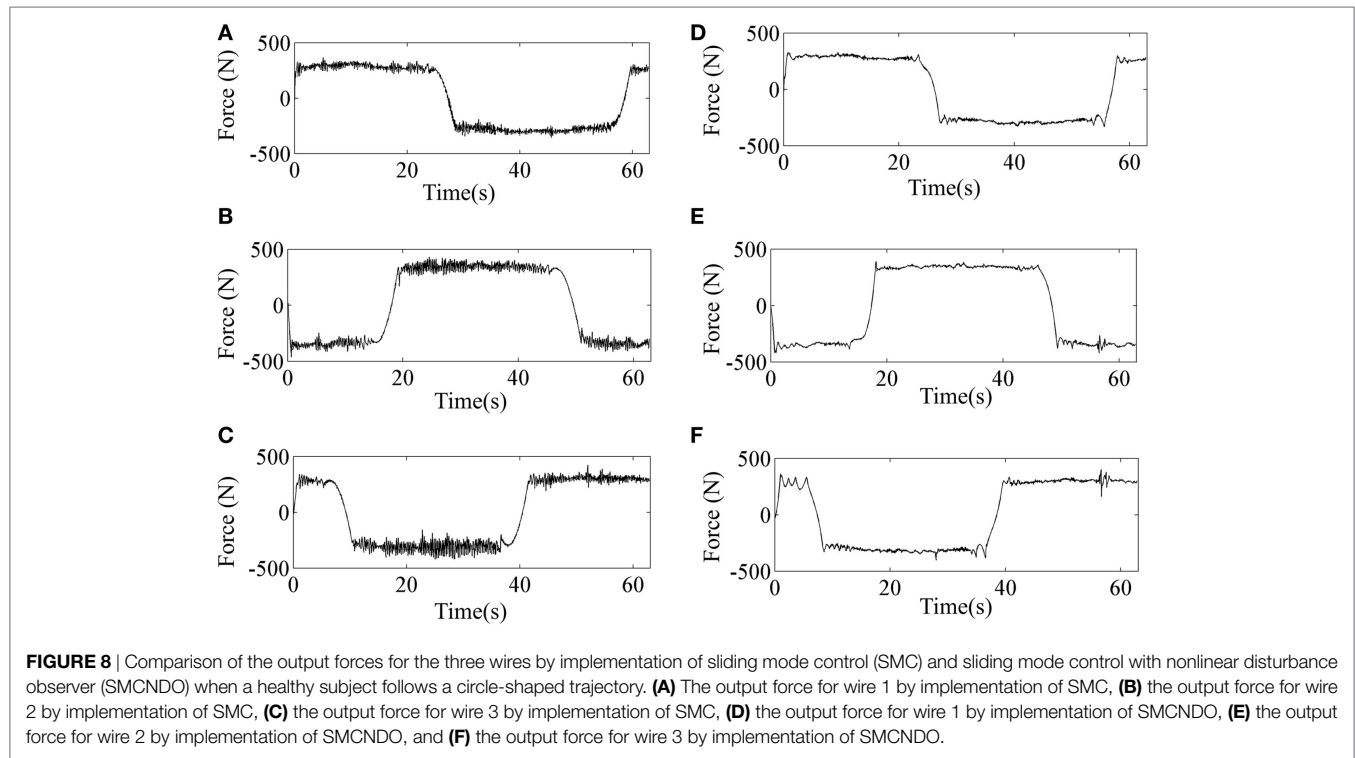 A
Force (N)
500
0
-500
0 20 40 60
Time(s)
B
Force (N)
500
0
-500
0 20 40 60
Time(s)
C
Force (N)
500
0
-500
0 20 40 60
Time(s)
D
Force (N)
500
0
-500
0 20 40 60
Time(s)
E
Force (N)
500
0
-500
0 20 40 60
Time(s)
F
Force (N)
500
0
-500
0 20 40 60
Time(s)
FIGURE 8 | Comparison of the output forces for the three wires by implementation of sliding mode control (SMC) and sliding mode control with nonlinear disturbance
observer (SMCNDO) when a healthy subject follows a circle-shaped trajectory. (A) The output force for wire 1 by implementation of SMC, (B) the output force for wire
2 by implementation of SMC, (C) the output force for wire 3 by implementation of SMC, (D) the output force for wire 1 by implementation of SMCNDO, (E) the output
force for wire 2 by implementation of SMCNDO, and (F) the output force for wire 3 by implementation of SMCNDO.